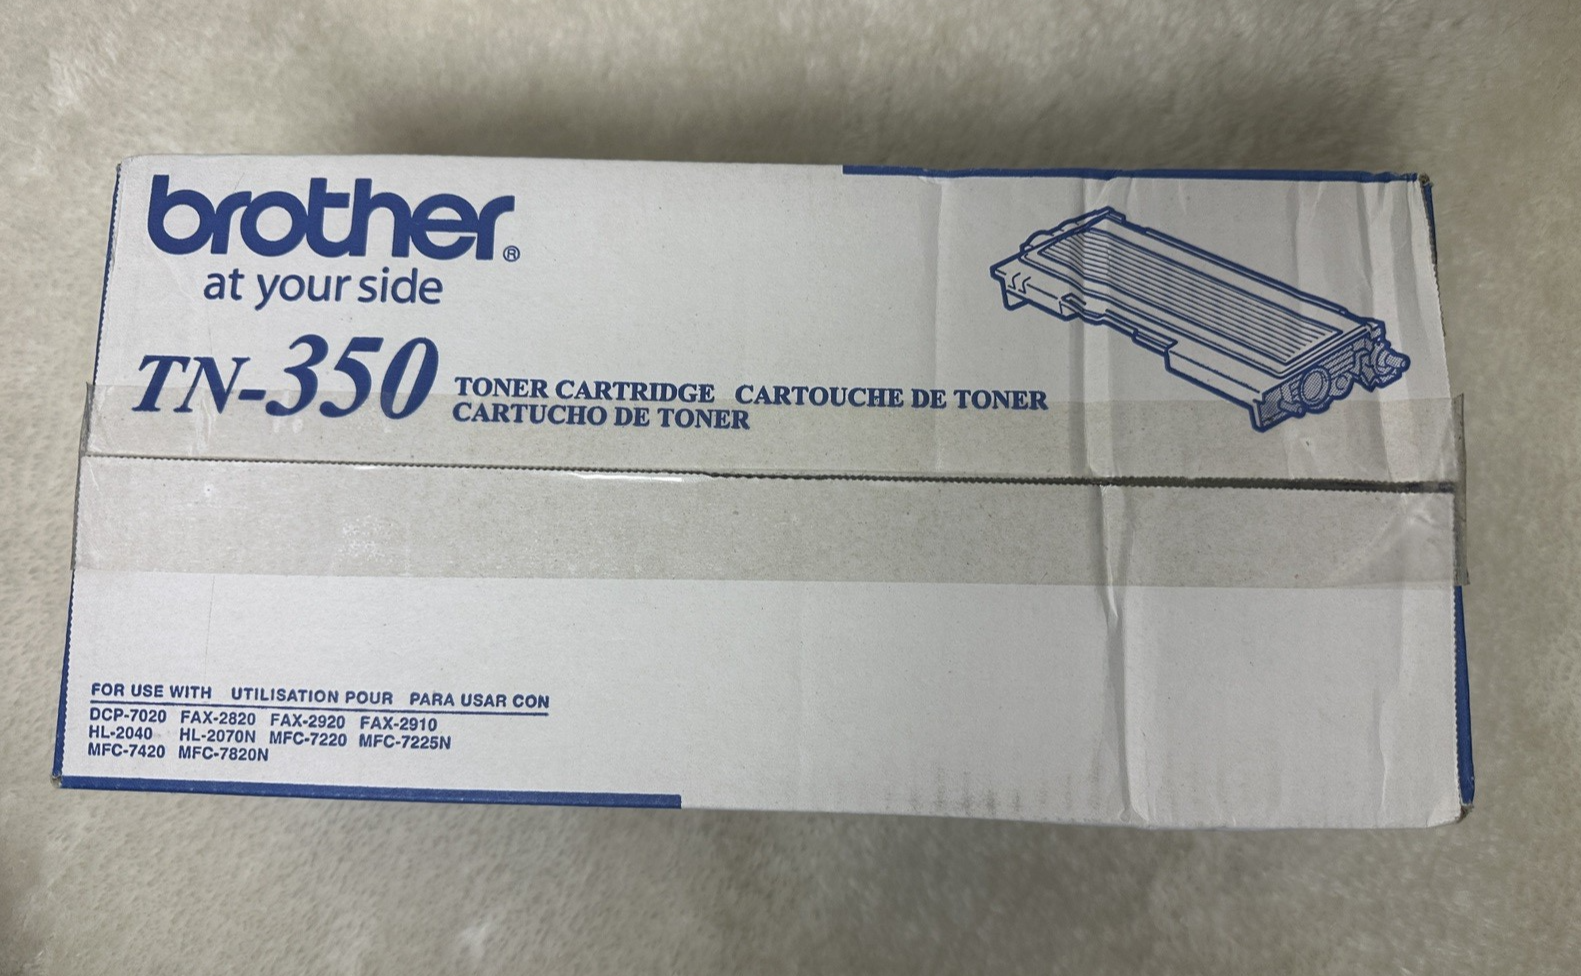 brother®
at your side
TN-350 TONER CARTRIDGE CARTOUCHE DE TONER
CARTUCHO DE TONER
FOR USE WITH UTILISATION POUR PARA USAR CON
DCP-7020 FAX-2820 FAX-2920 FAX-2910
HL-2040 HL-2070N MFC-7220 MFC-7225N
MFC-7420 MFC-7820N